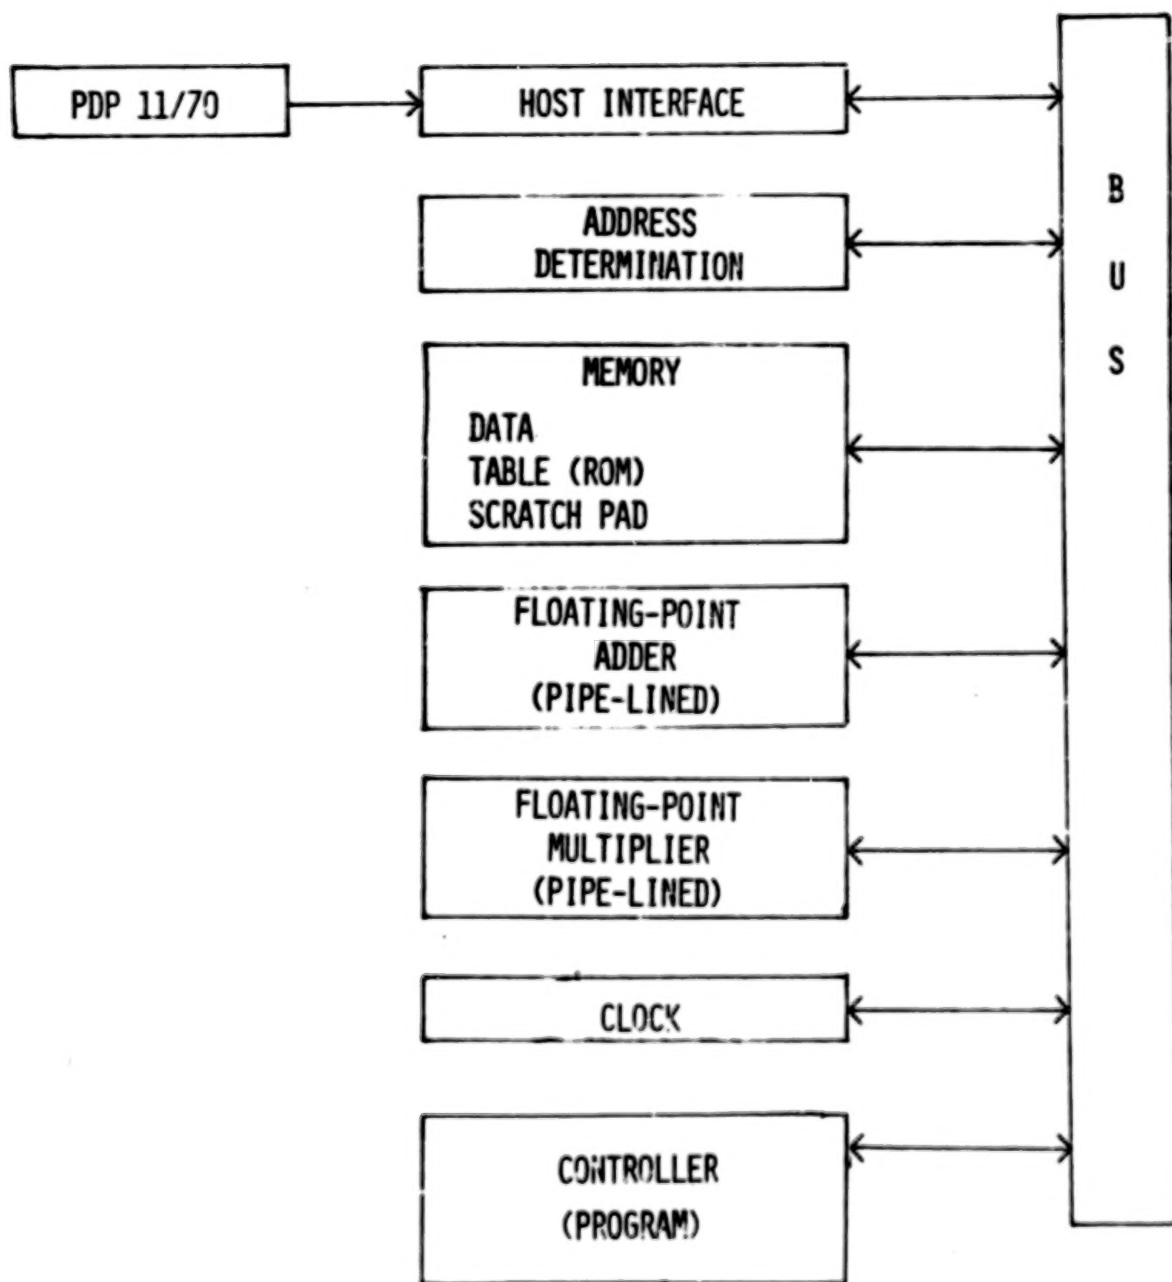 PDP 11/70
HOST INTERFACE
ADDRESS
DETERMINATION
MEMORY
DATA
TABLE (ROM)
SCRATCH PAD
FLOATING-POINT
ADDER
(PIPE-LINED)
FLOATING-POINT
MULTIPLIER
(PIPE-LINED)
CLOCK
CONTROLLER
(PROGRAM)
B
U
S